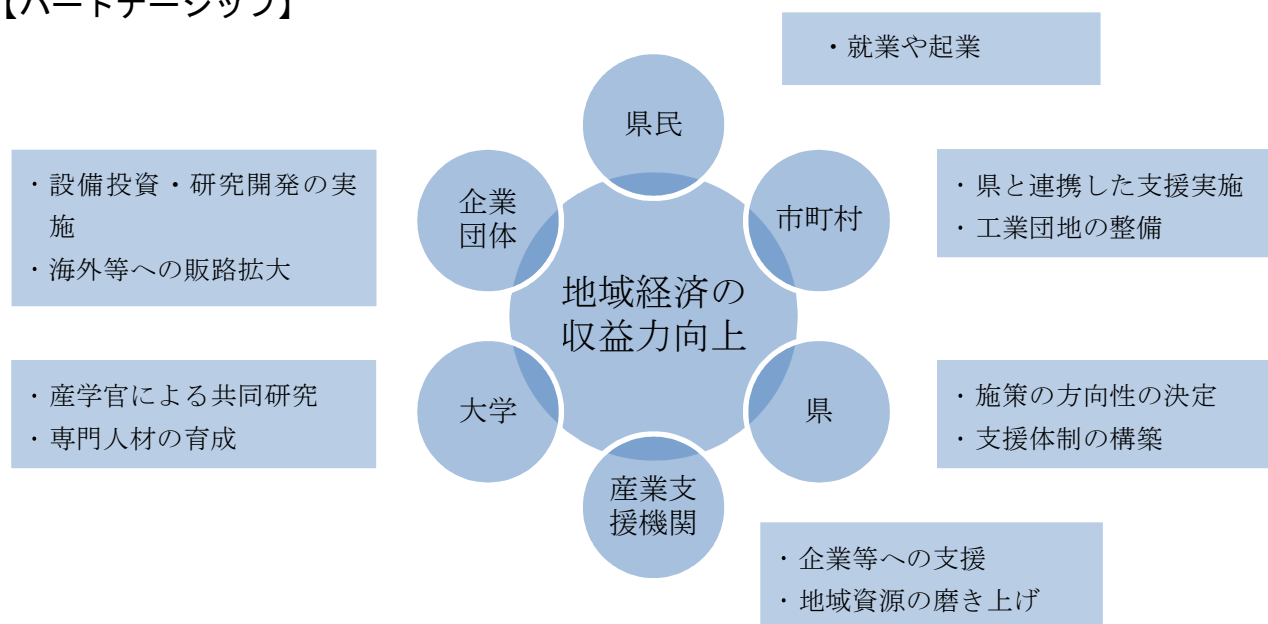 【パートナーシップ】
・就業や起業
県民
・設備投資・研究開発の実
施
・海外等への販路拡大
企業
団体
市町村
・県と連携した支援実施
・工業団地の整備
地域経済の
収益力向上
・産学官による共同研究
・専門人材の育成
大学
県
・施策の方向性の決定
・支援体制の構築
産業支
援機関
・企業等への支援
・地域資源の磨き上げ